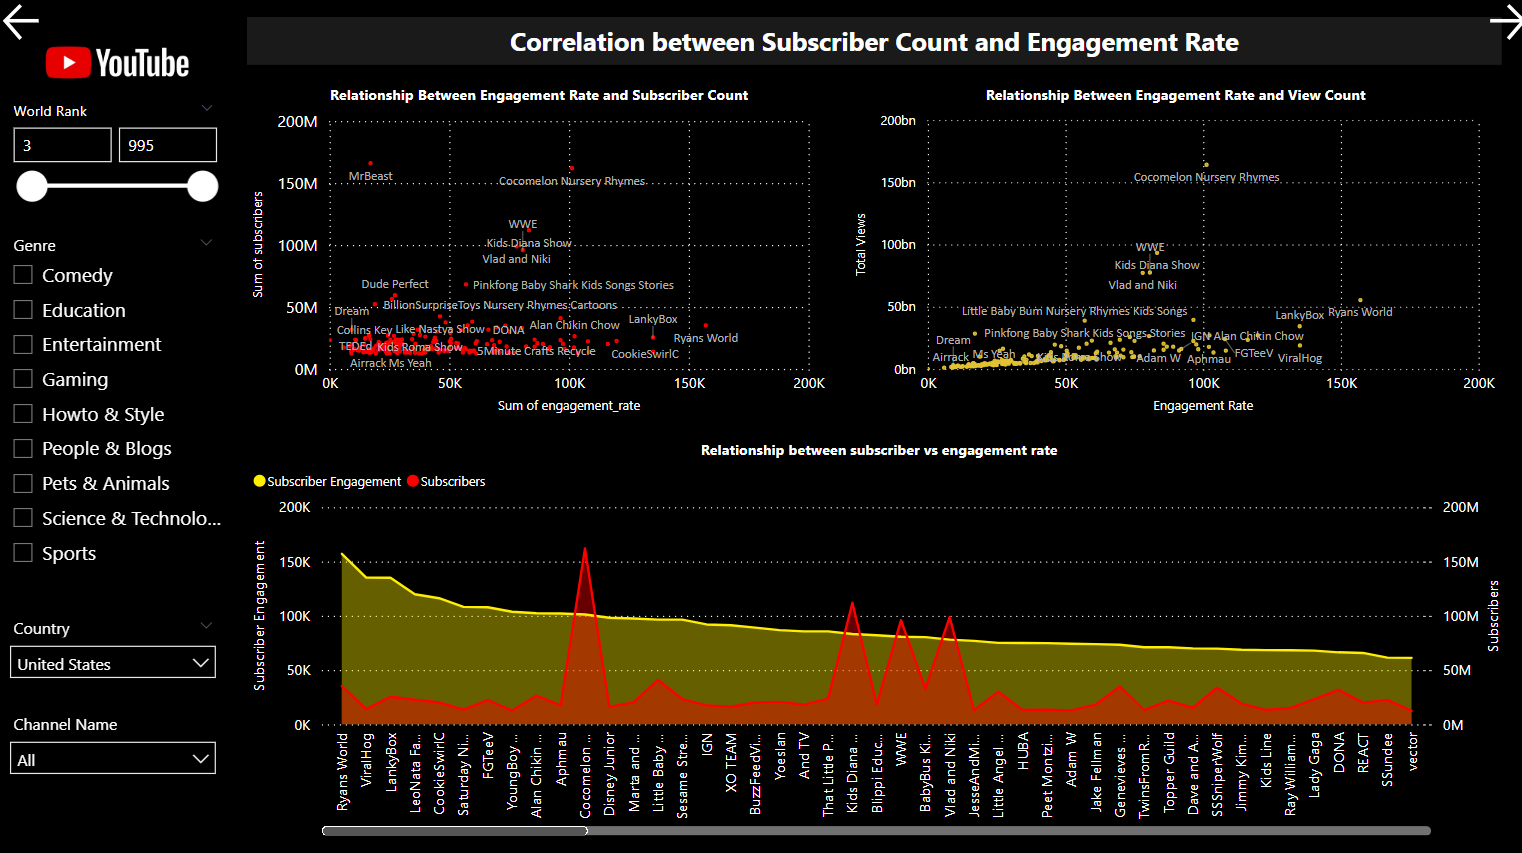 Correlation between Subscriber Count and Engagement Rate
YouTube
World Rank
3
995
Genre
Comedy
Education
Entertainment
Gaming
Howto & Style
People & Blogs
Pets & Animals
Science & Technolo...
Sports
Country
United States
Channel Name
All
Relationship Between Engagement Rate and Subscriber Count
Sum of subscribers
200M
150M
100M
50M
0M
MrBeast
Cocomelon Nursery Rhymes
WWE
Kids Diana Show
Vlad and Niki
Dude Perfect
Pinkfong Baby Shark Kids Songs Stories
BillionSurpriseToys Nursery Rhymes Cartoons
Dream
LankyBox
Collins Key
Like Nastya Show
DONA
Alan Chikin Chow
Ryans World
TEDEd
Kids Roma Show
5Minute Crafts Recycle
CookieSwirlC
Airrack
Ms Yeah
0K
50K
100K
150K
200K
Sum of engagement_rate
Relationship Between Engagement Rate and View Count
Total Views
200bn
150bn
100bn
50bn
0bn
Cocomelon Nursery Rhymes
WWE
Kids Diana Show
Vlad and Niki
Little Baby Bum Nursery Rhymes Kids Songs
LankyBox
Ryans World
Pinkfong Baby Shark Kids Songs Stories
IGN
Alan Chikin Chow
Dream
Airrack
Ms Yeah
Kids Roma Show
Adam W
Aphmau
FGTeeV
ViralHog
0K
50K
100K
150K
200K
Engagement Rate
Relationship between subscriber vs engagement rate
Subscriber Engagement
Subscribers
Subscriber Engagement
200K
150K
100K
50K
0K
200M
150M
100M
50M
0M
Subscribers
Ryans World
ViralHog
LankyBox
LeoNata Fa...
CookieSwirlC
Saturday Ni...
FGTeeV
YoungBoy ...
Alan Chikin ...
Aphmau
Cocomelon ...
Disney Junior
Marta and ...
Little Baby ...
Sesame Stre...
IGN
XO TEAM
BuzzFeedVi...
Yoeslan
And TV
That Little P...
Kids Diana ...
Blippi Educ...
WWE
BabyBus Ki...
Vlad and Niki
JesseAndMi...
Little Angel ...
HUBA
Peet Montzi...
Adam W
Jake Fellman
Genevieves ...
TwinsFromR...
Topper Guild
Dave and A...
SSSniperWolf
Jimmy Kim...
Kids Line
Ray William...
Lady Gaga
DONA
REACT
SSundee
vector